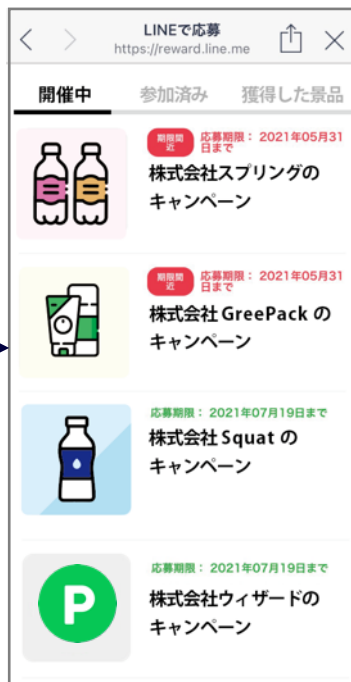 LINEで応募
https://reward.line.me
開催中 参加済み 獲得した景品
期限間
近
応募期限： 2021年05月31
日まで
株式会社スプリングの
キャンペーン
期限間
近
応募期限： 2021年05月31
日まで
株式会社 GreePack の
キャンペーン
応募期限： 2021年07月19日まで
株式会社 Squat の
キャンペーン
応募期限： 2021年07月19日まで
P
株式会社ウィザードの
キャンペーン